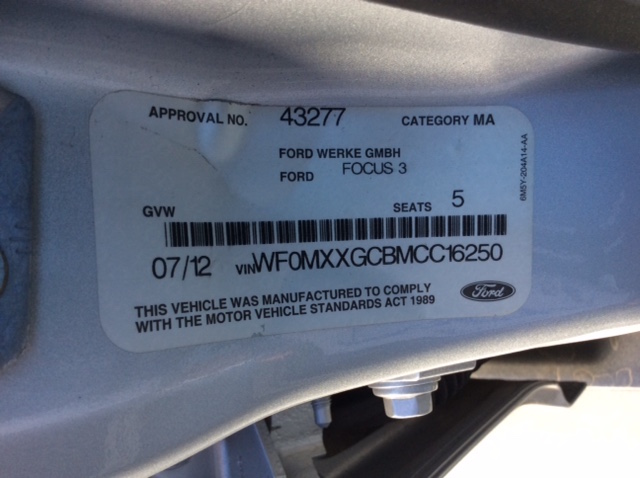 APPROVAL NO. 43277 CATEGORY MA
FORD WERKE GMBH
FORD FOCUS 3
GVW SEATS 5
07/12 VIN WF0MXXGCBMCC16250
THIS VEHICLE WAS MANUFACTURED TO COMPLY
WITH THE MOTOR VEHICLE STANDARDS ACT 1989
Ford
6M5Y-204A14-AA